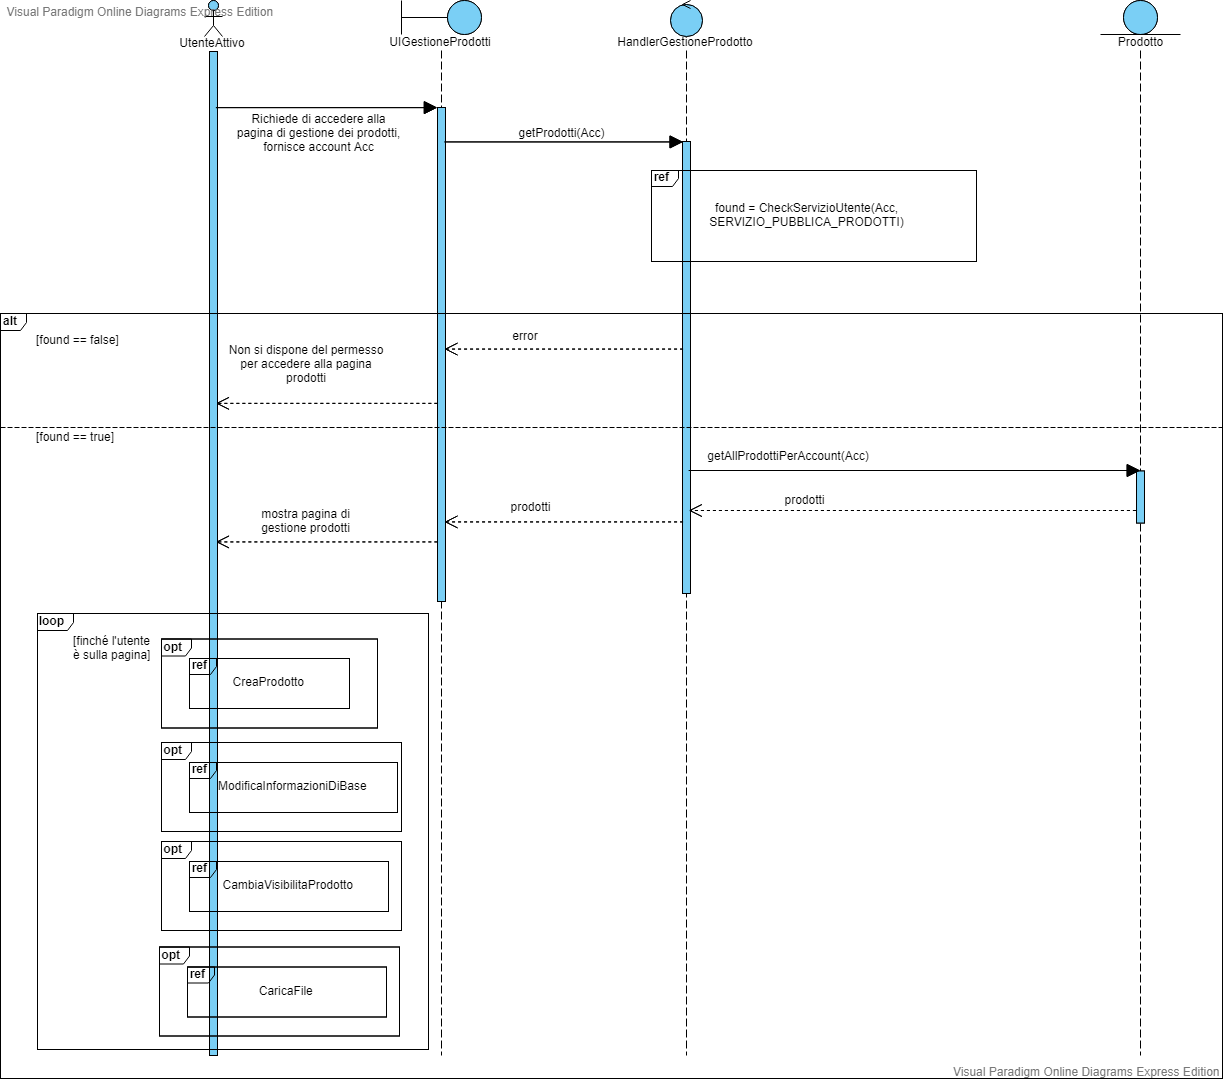 Visual Paradigm Online Diagrams Express Edition
UtenteAttivo
UIGestioneProdotti
HandlerGestioneProdotto
Prodotto
Richiede di accedere alla
pagina di gestione dei prodotti,
fornisce account Acc
getProdotti(Acc)
ref
found = CheckServizioUtente(Acc,
SERVIZIO_PUBBLICA_PRODOTTI)
alt
[found == false]
error
Non si dispone del permesso
per accedere alla pagina
prodotti
[found == true]
getAllProdottiPerAccount(Acc)
prodotti
prodotti
mostra pagina di
gestione prodotti
loop
[finché l'utente
è sulla pagina]
opt
ref
CreaProdotto
opt
ref
ModificaInformazioniDiBase
opt
ref
CambiaVisibilitaProdotto
opt
ref
CaricaFile
Visual Paradigm Online Diagrams Express Edition